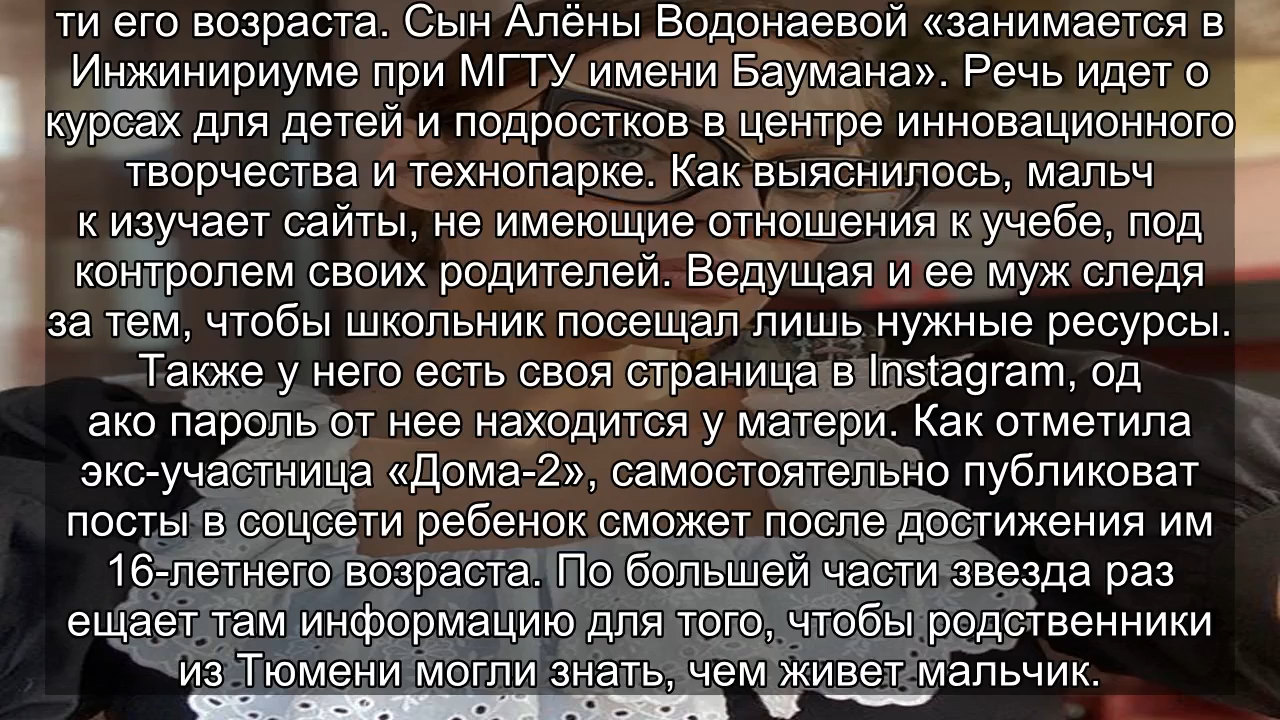 ти его возраста. Сын Алёны Водонаевой «занимается в
Инжинириуме при МГТУ имени Баумана». Речь идет о
курсах для детей и подростков в центре инновационного
творчества и технопарке. Как выяснилось, мальч
к изучает сайты, не имеющие отношения к учебе, под
контролем своих родителей. Ведущая и ее муж следя
за тем, чтобы школьник посещал лишь нужные ресурсы.
Также у него есть своя страница в Instagram, од
ако пароль от нее находится у матери. Как отметила
экс-участница «Дома-2», самостоятельно публиковат
посты в соцсети ребенок сможет после достижения им
16-летнего возраста. По большей части звезда раз
ещает там информацию для того, чтобы родственники
из Тюмени могли знать, чем живет мальчик.